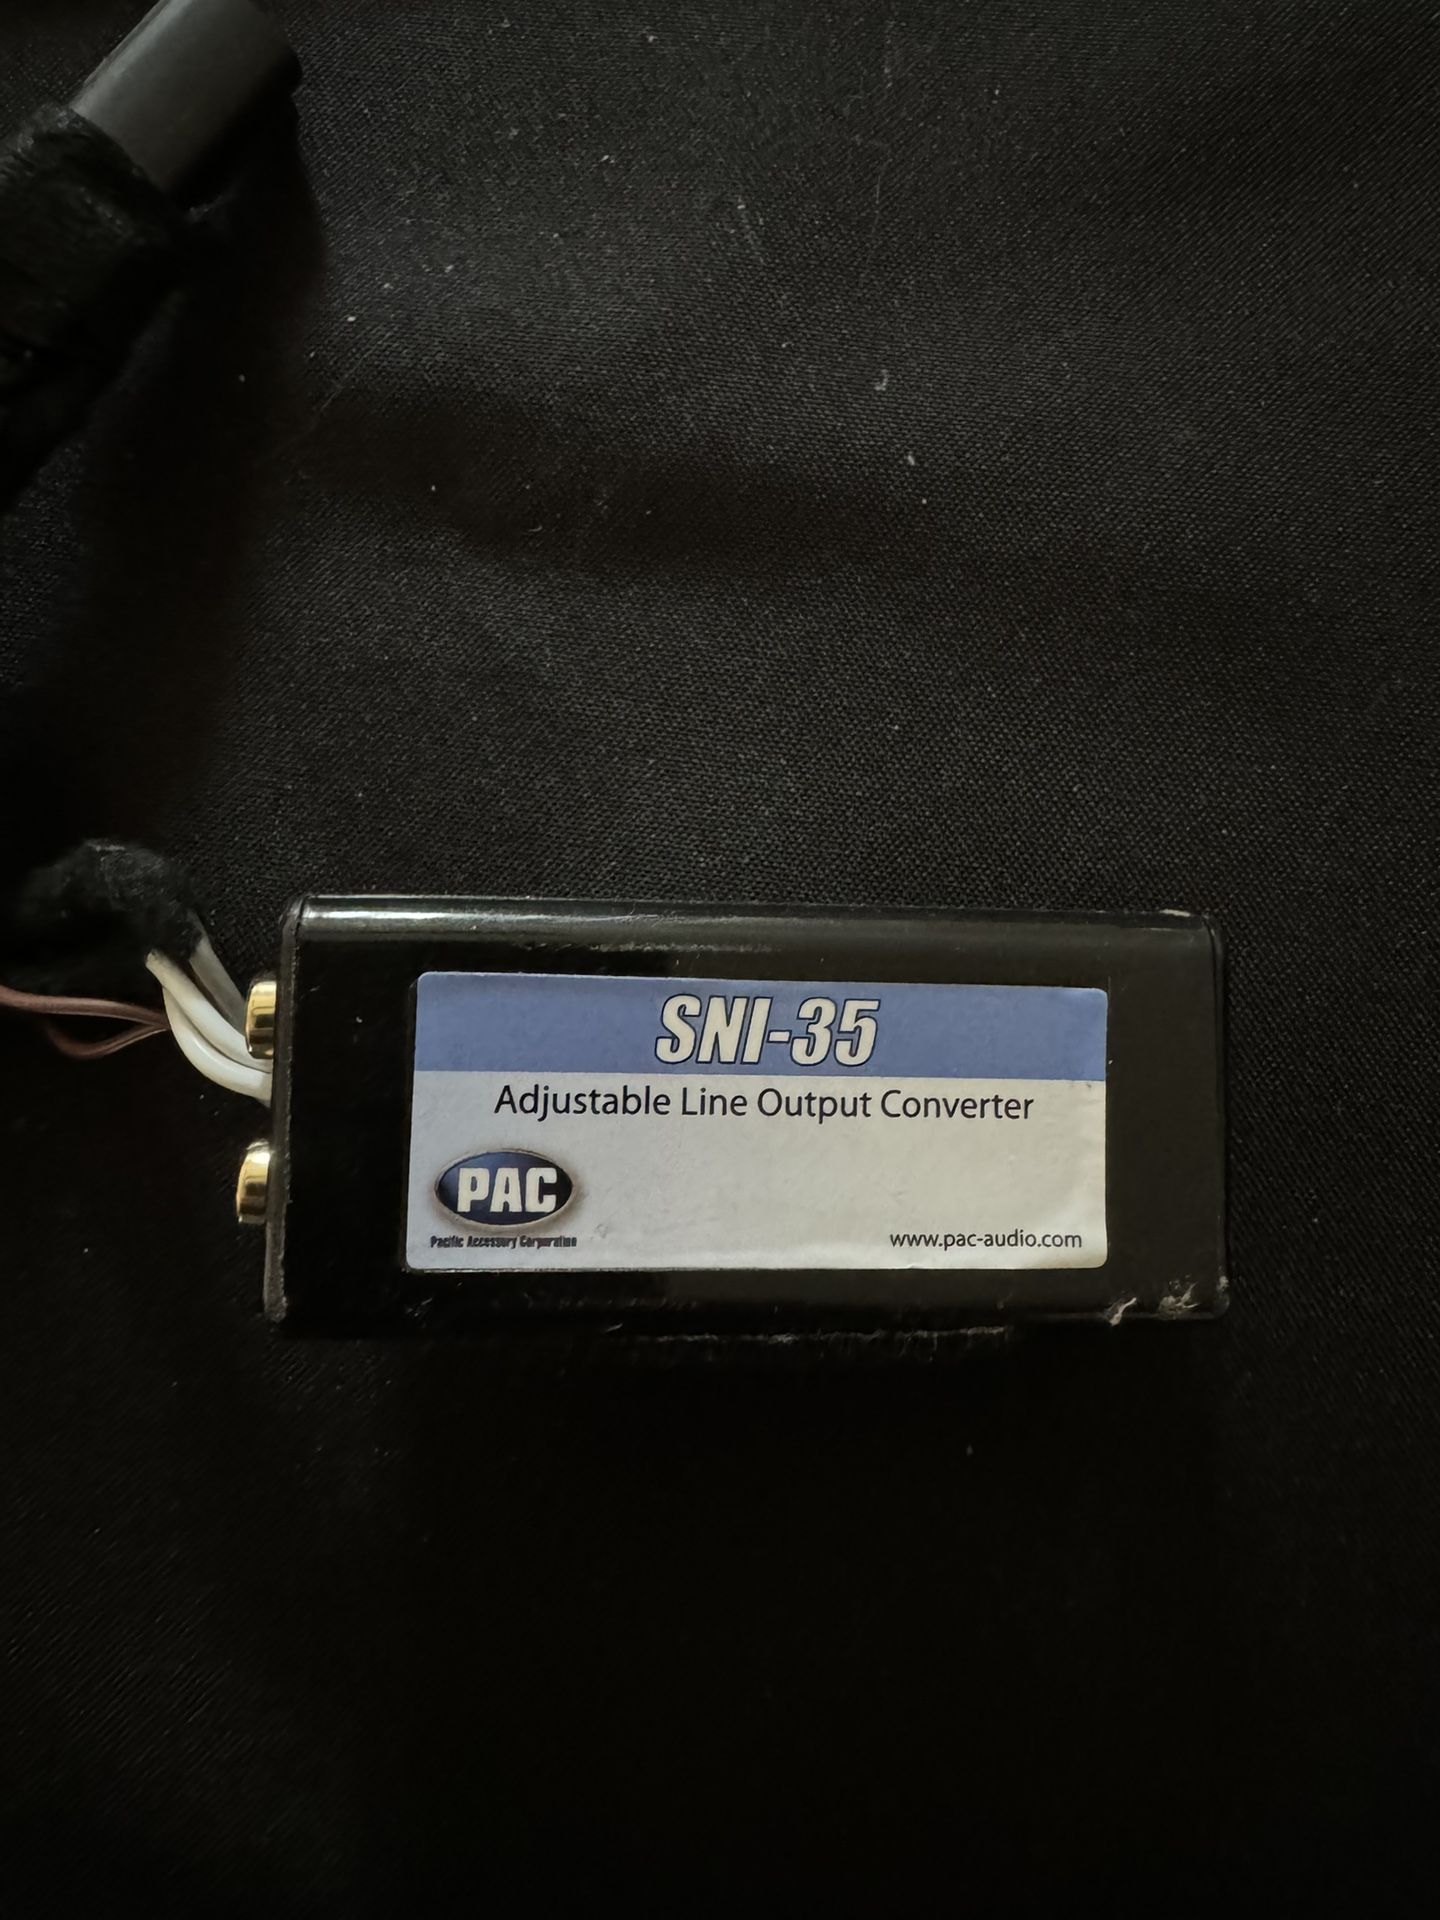 SNI-35
Adjustable Line Output Converter
PAC
Pacific Accessory Corporation
www.pac-audio.com